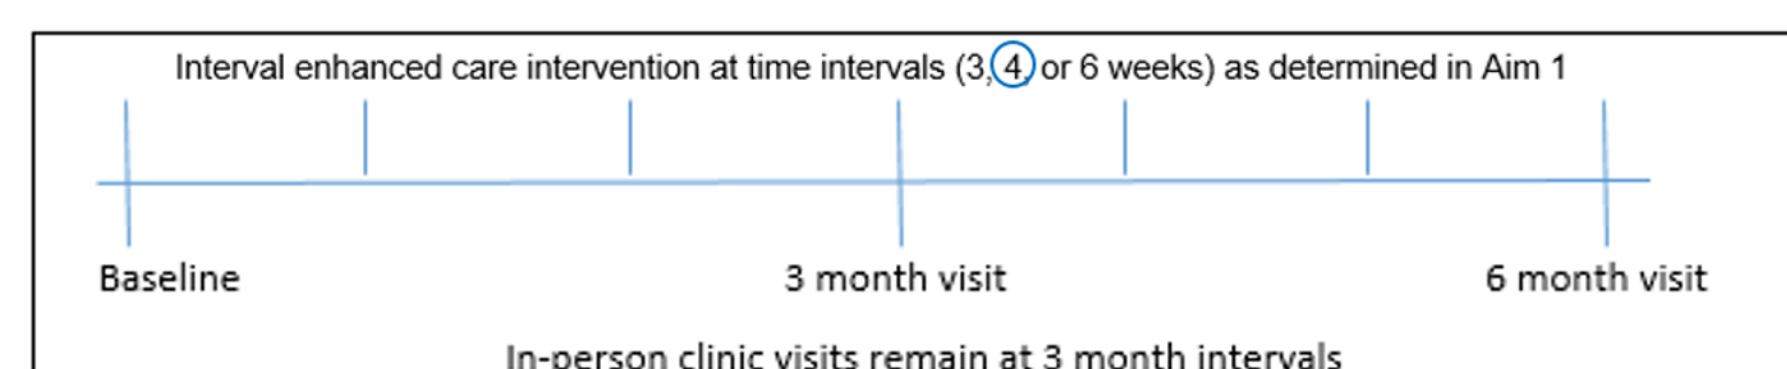 Interval enhanced care intervention at time intervals (3, 4, or 6 weeks) as determined in Aim 1
Baseline 3 month visit 6 month visit
In-person clinic visits remain at 3 month intervals